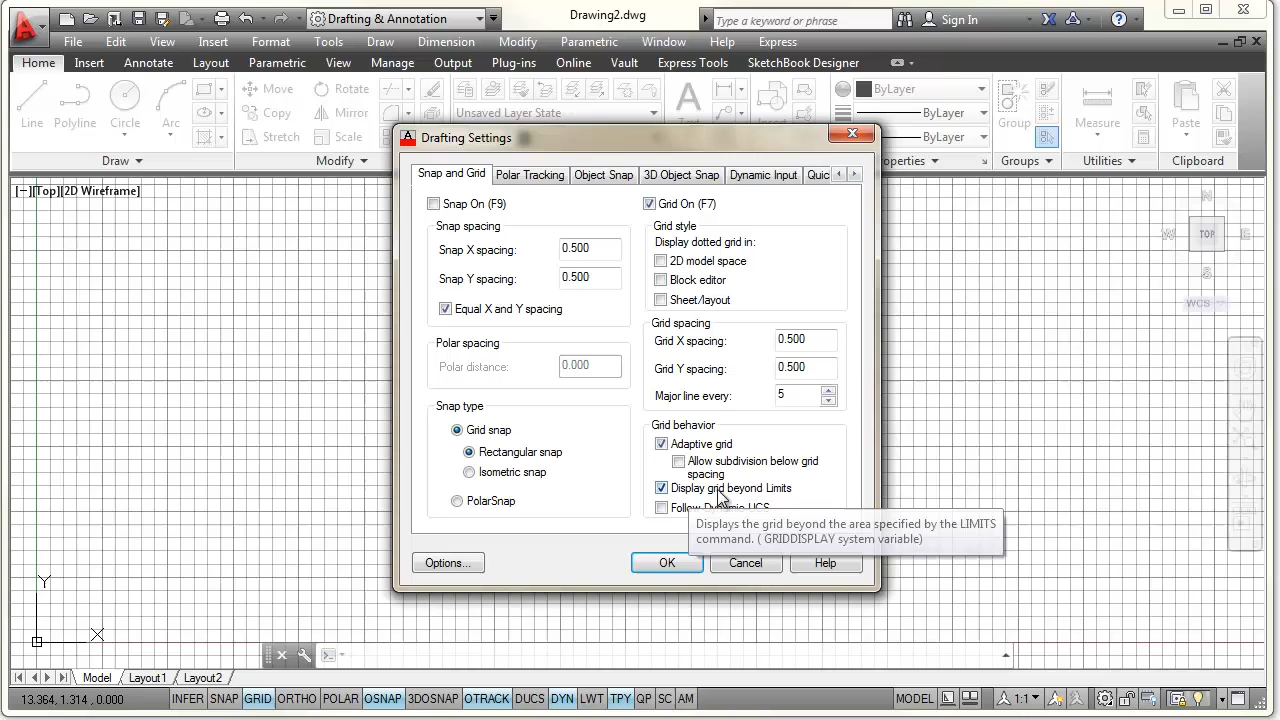 Drafting & Annotation
Drawing2.dwg
Type a keyword or phrase
Sign In
File Edit View Insert Format Tools Draw Dimension Modify Parametric Window Help Express
Home Insert Annotate Layout Parametric View Manage Output Plug-ins Online Vault Express Tools SketchBook Designer
Line
Polyline
Circle
Arc
Move
Rotate
Copy
Mirror
Stretch
Scale
Unsaved Layer State
ByLayer
ByLayer
ByLayer
Group
Measure
Paste
Draw
Modify
Groups
Utilities
Clipboard
[−][Top][2D Wireframe]
Drafting Settings
Snap and Grid
Polar Tracking
Object Snap
3D Object Snap
Dynamic Input
Quic
Snap On (F9)
Snap spacing
Snap X spacing:
0.500
Snap Y spacing:
0.500
Equal X and Y spacing
Polar spacing
Polar distance:
0.000
Snap type
Grid snap
Rectangular snap
Isometric snap
PolarSnap
Grid On (F7)
Grid style
Display dotted grid in:
2D model space
Block editor
Sheet/layout
Grid spacing
Grid X spacing:
0.500
Grid Y spacing:
0.500
Major line every:
5
Grid behavior
Adaptive grid
Allow subdivision below grid
spacing
Display grid beyond Limits
Follow Dynamic UCS
Displays the grid beyond the area specified by the LIMITS
command. ( GRIDDISPLAY system variable)
Options...
OK
Cancel
Help
N
W
TOP
E
S
WCS
Y
X
Model
Layout1
Layout2
13.364, 1.314 , 0.000
INFER SNAP GRID ORTHO POLAR OSNAP 3DOSNAP OTRACK DUCS DYN LWT TPY QP SC AM
MODEL
1:1